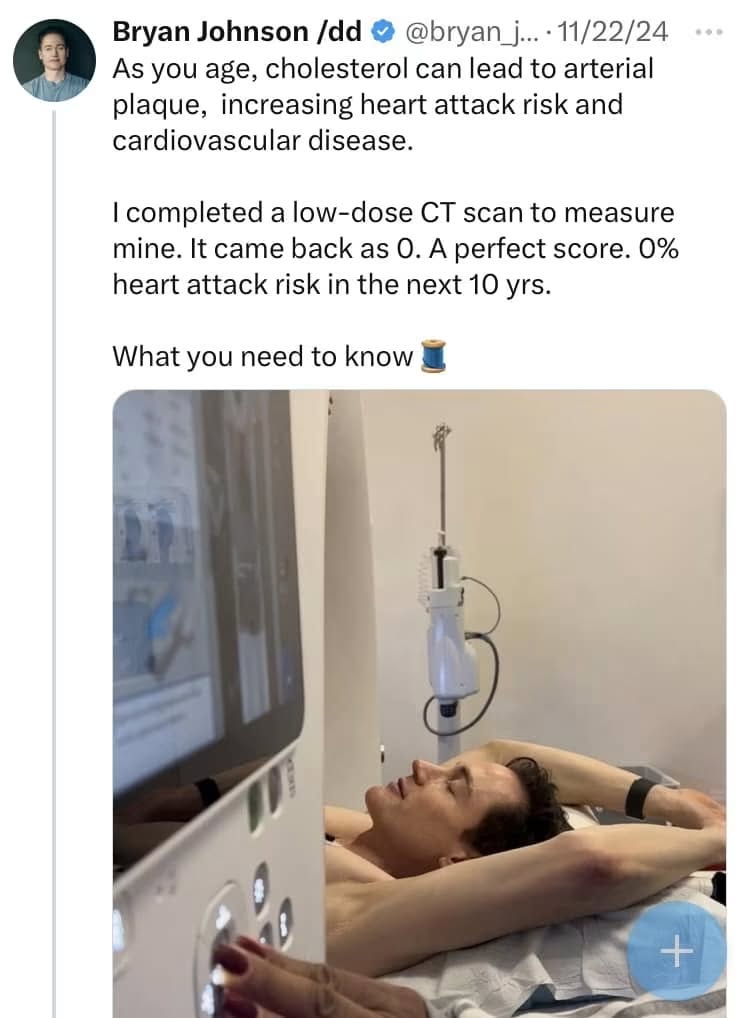 Bryan Johnson /dd @bryan_j... · 11/22/24
As you age, cholesterol can lead to arterial
plaque,  increasing heart attack risk and
cardiovascular disease.
I completed a low-dose CT scan to measure
mine. It came back as 0. A perfect score. 0%
heart attack risk in the next 10 yrs.
What you need to know🧵